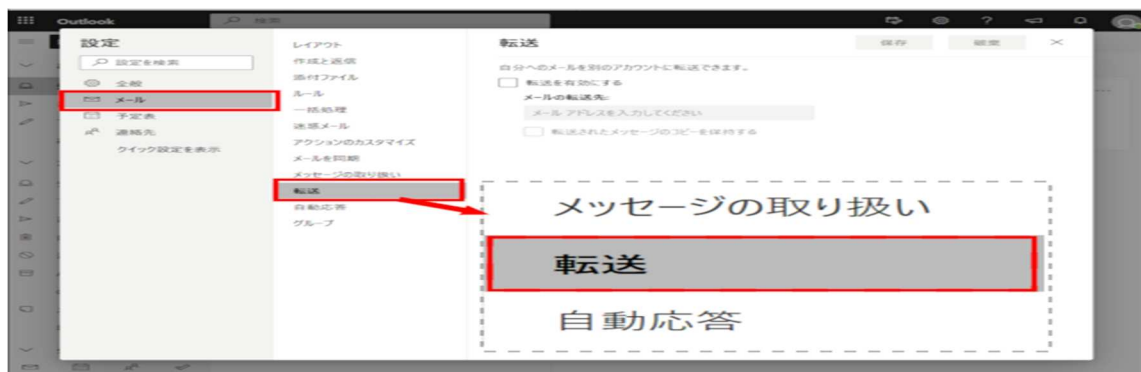 Outlook
検索
?
設定
設定を検索
全般
メール
予定表
連絡先
クイック設定を表示
レイアウト
作成と返信
添付ファイル
ルール
一括処理
迷惑メール
アクションのカスタマイズ
メールを同期
メッセージの取り扱い
転送
自動応答
グループ
転送
保存
破棄
自分へのメールを別のアカウントに転送できます。
転送を有効にする
メールの転送先:
メール アドレスを入力してください
転送されたメッセージのコピーを保持する
メッセージの取り扱い
転送
自動応答